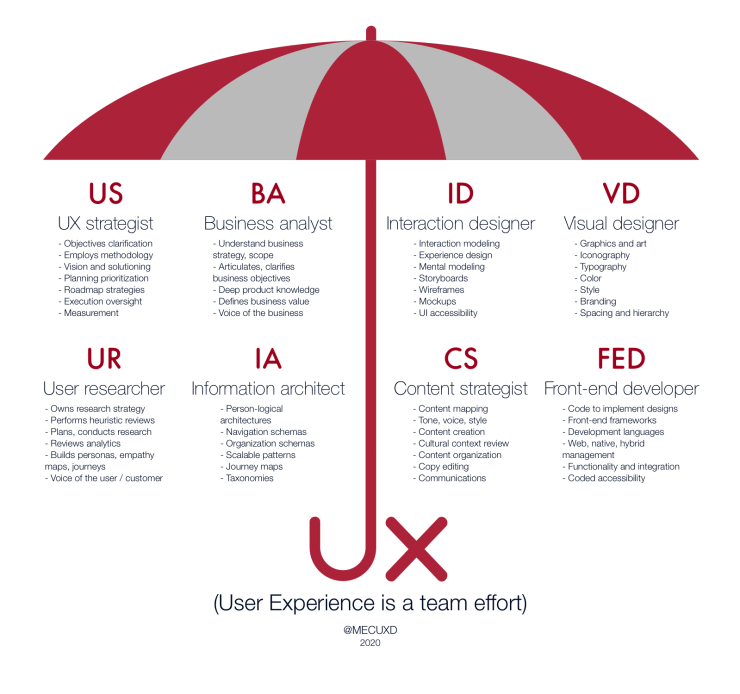 US
UX strategist
- Objectives clarification
- Employs methodology
- Vision and solutioning
- Planning prioritization
- Roadmap strategies
- Execution oversight
- Measurement
BA
Business analyst
- Understand business
strategy, scope
- Articulates, clarifies
business objectives
- Deep product knowledge
- Defines business value
- Voice of the business
ID
Interaction designer
- Interaction modeling
- Experience design
- Mental modeling
- Storyboards
- Wireframes
- Mockups
- UI accessibility
VD
Visual designer
- Graphics and art
- Iconography
- Typography
- Color
- Style
- Branding
- Spacing and hierarchy
UR
User researcher
- Owns research strategy
- Performs heuristic reviews
- Plans, conducts research
- Reviews analytics
- Builds personas, empathy
maps, journeys
- Voice of the user / customer
IA
Information architect
- Person-logical
architectures
- Navigation schemas
- Organization schemas
- Scalable patterns
- Journey maps
- Taxonomies
CS
Content strategist
- Content mapping
- Tone, voice, style
- Content creation
- Cultural context review
- Content organization
- Copy editing
- Communications
FED
Front-end developer
- Code to implement designs
- Front-end frameworks
- Development languages
- Web, native, hybrid
management
- Functionality and integration
- Coded accessibility
UX
(User Experience is a team effort)
@MECUXD
2020